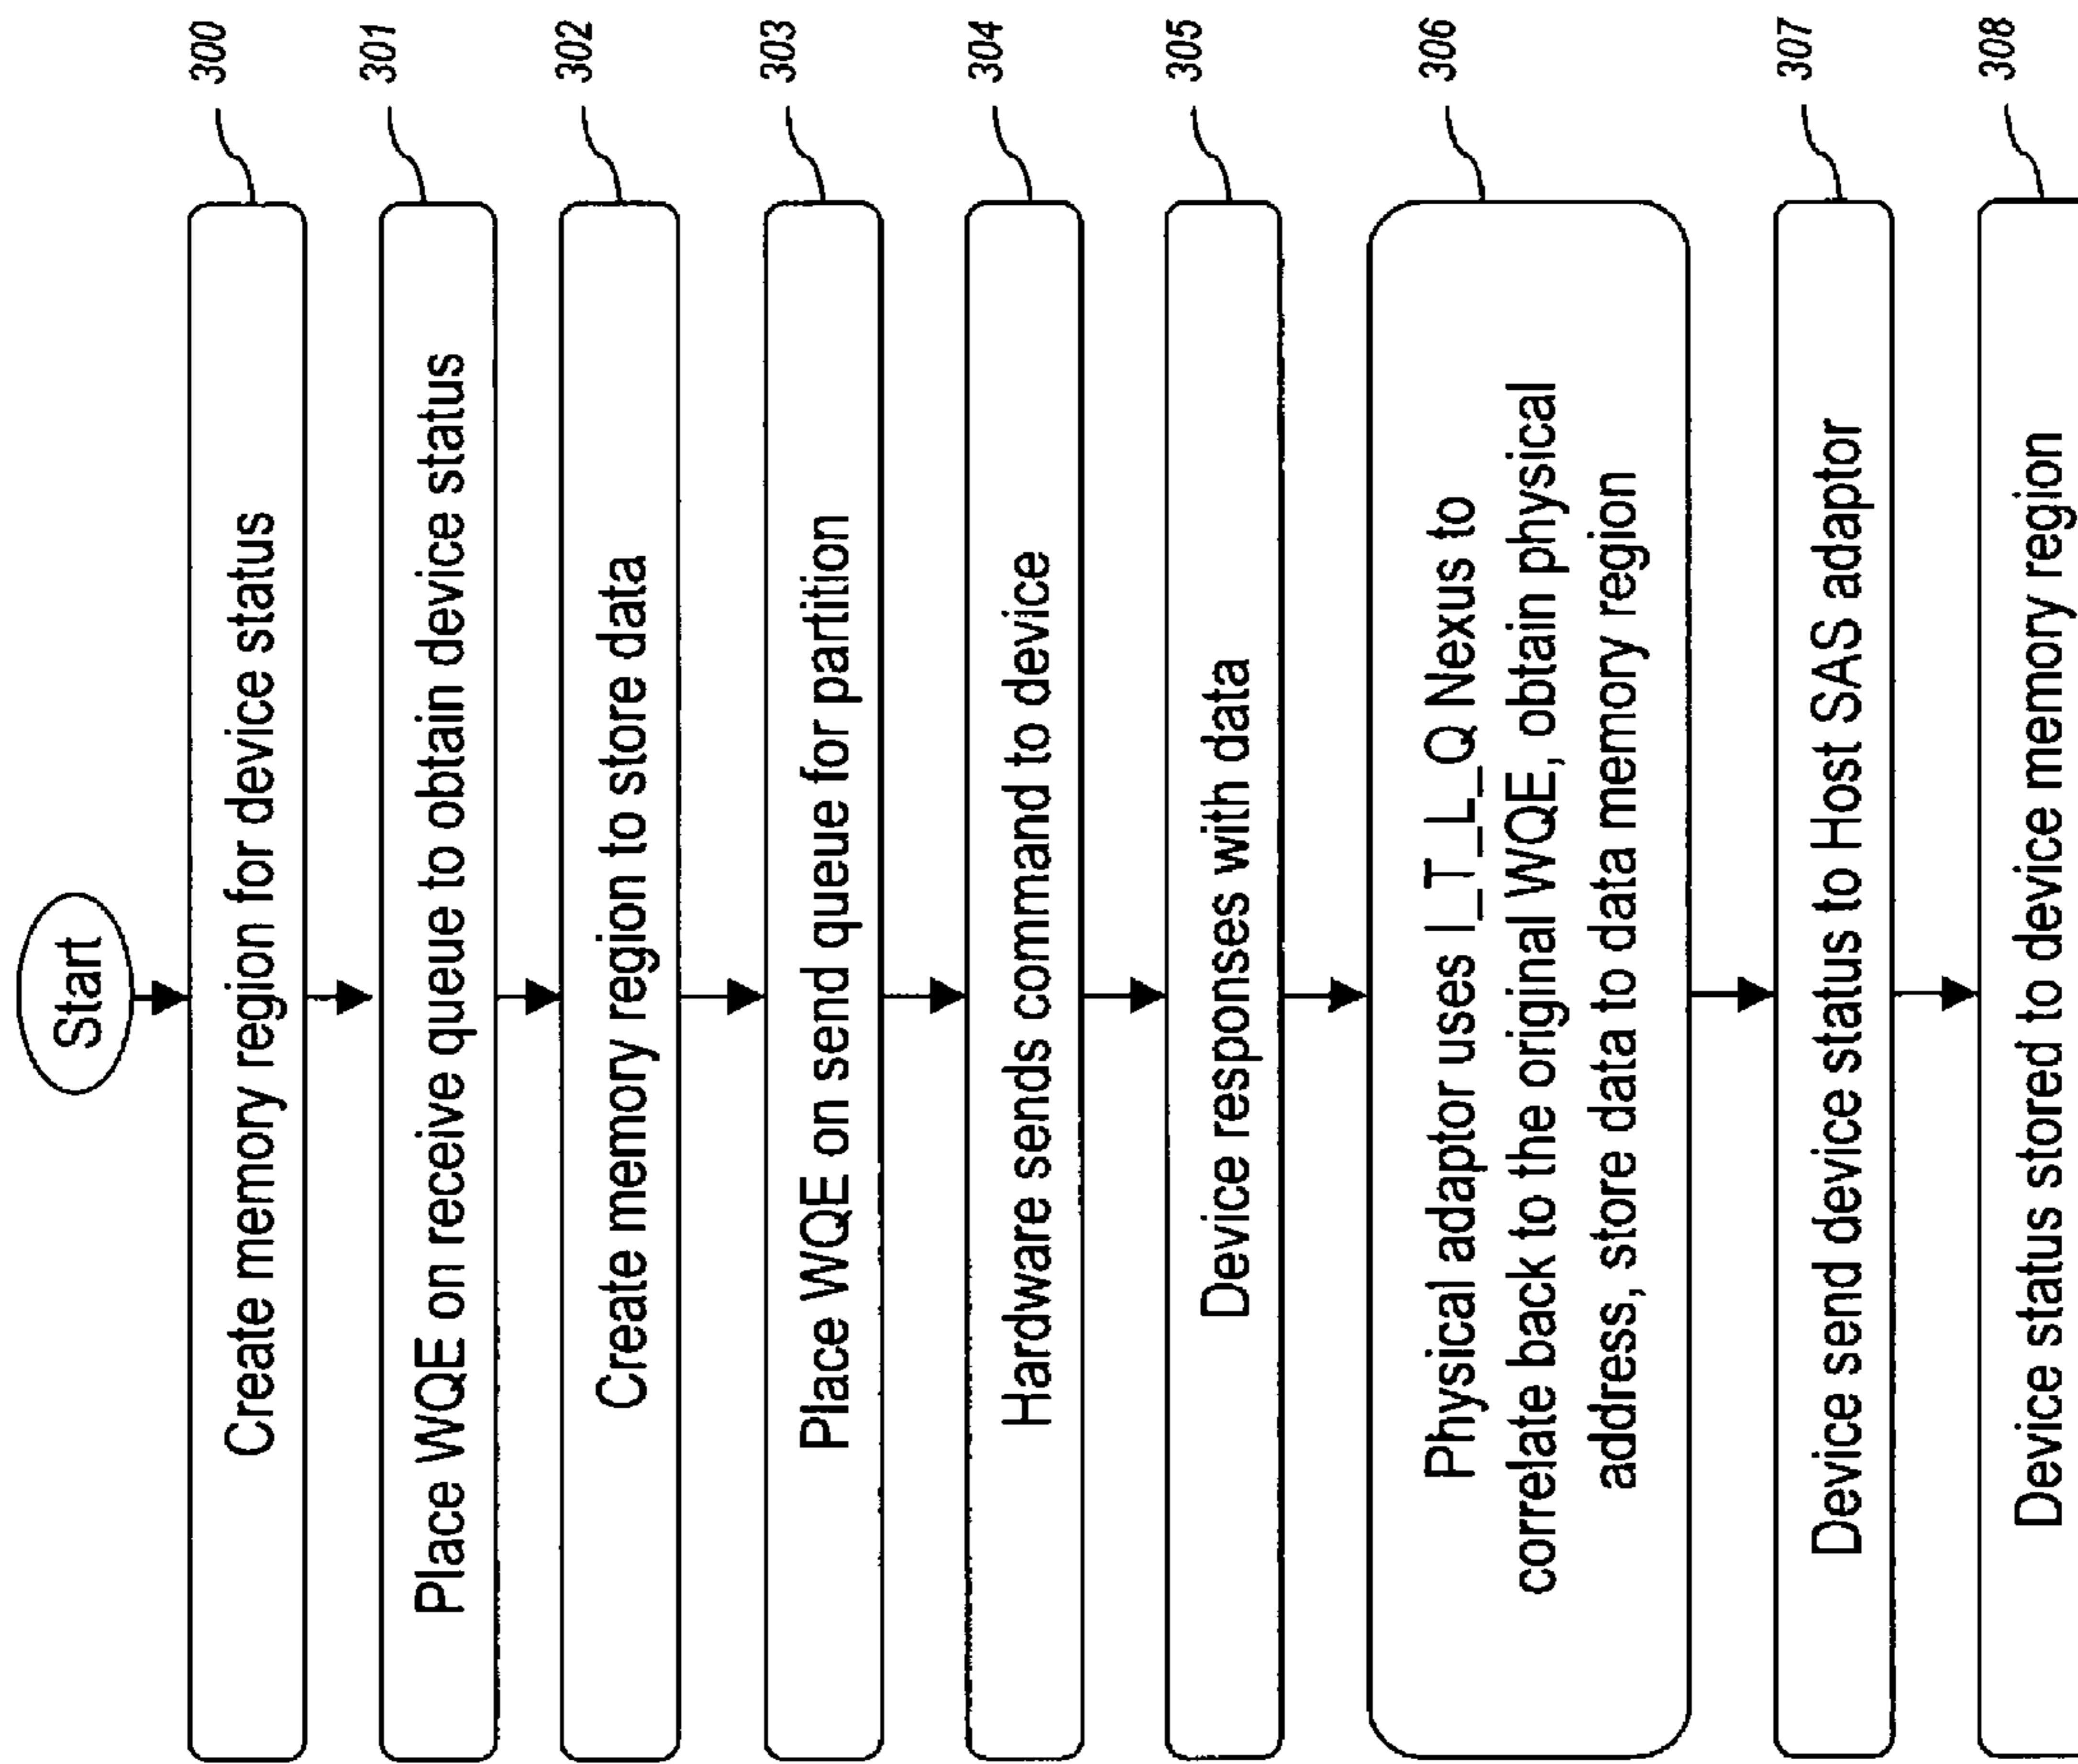 Start
300
Create memory region for device status
301
Place WQE on receive queue to obtain device status
302
Create memory region to store data
303
Place WQE on send queue for partition
304
Hardware sends command to device
305
Device responses with data
306
Physical adaptor uses I_T_L_Q Nexus to
correlate back to the original WQE, obtain physical
address, store data to data memory region
307
Device send device status to Host SAS adaptor
308
Device status stored to device memory region